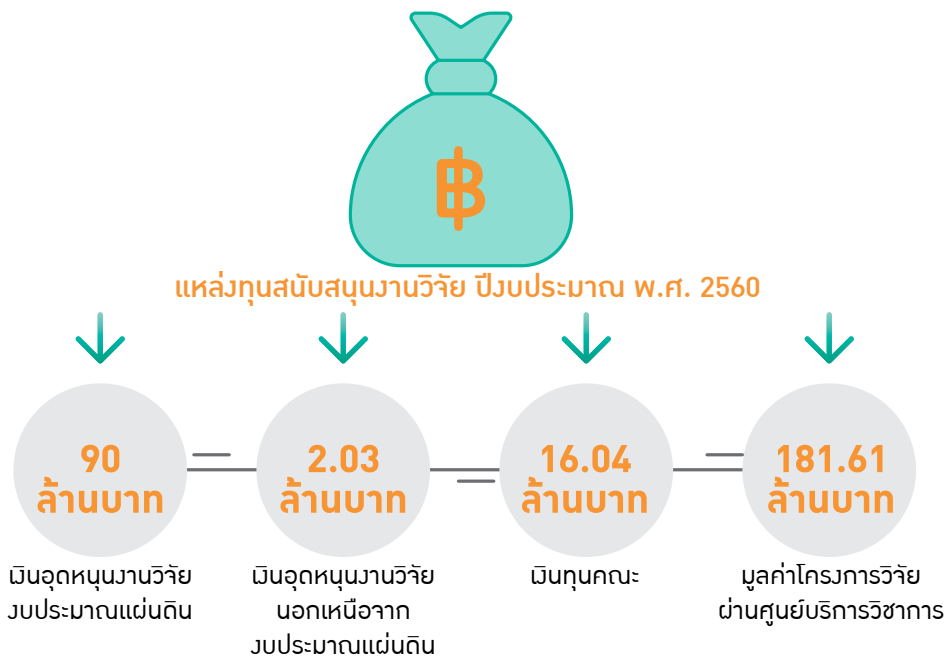 ฿
แหล่งทุนสนับสนุนงานวิจัย ปีงบประมาณ พ.ศ. 2560
90
ล้านบาท
เงินอุดหนุนงานวิจัย
งบประมาณแผ่นดิน
2.03
ล้านบาท
เงินอุดหนุนงานวิจัย
นอกเหนือจาก
งบประมาณแผ่นดิน
16.04
ล้านบาท
เงินทุนคณะ
181.61
ล้านบาท
มูลค่าโครงการวิจัย
ผ่านศูนย์บริการวิชาการ